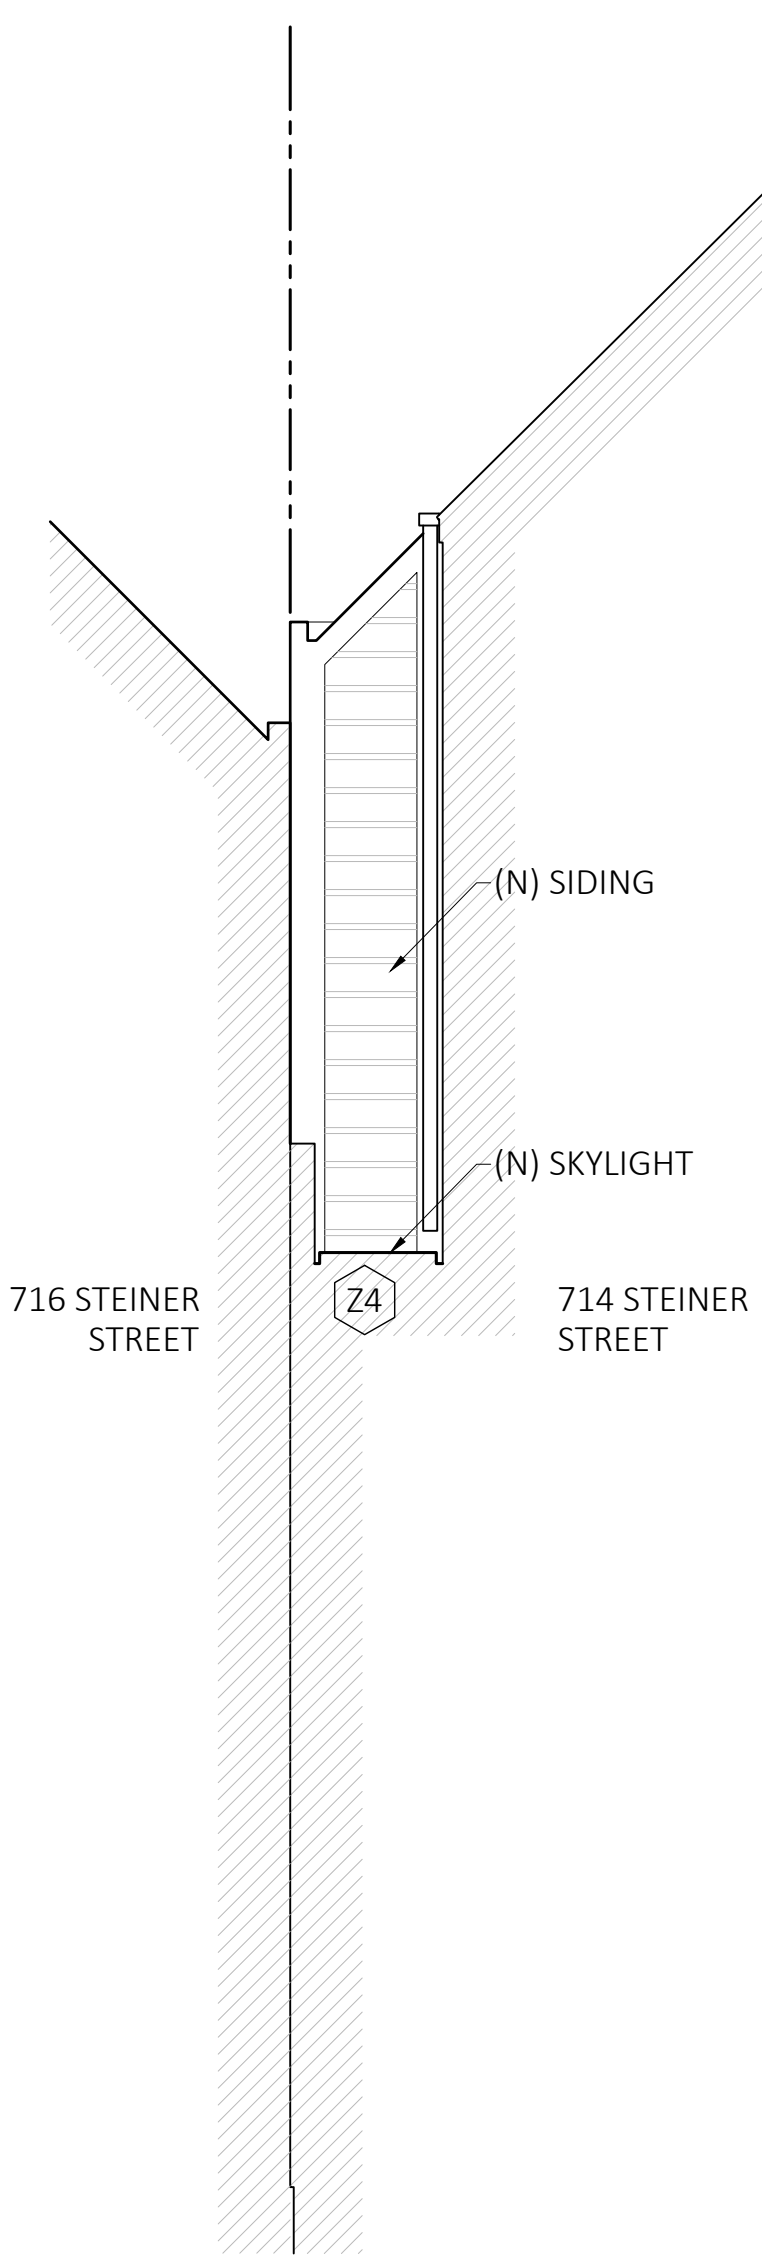 (N) SIDING
(N) SKYLIGHT
716 STEINER
STREET
Z4
714 STEINER
STREET